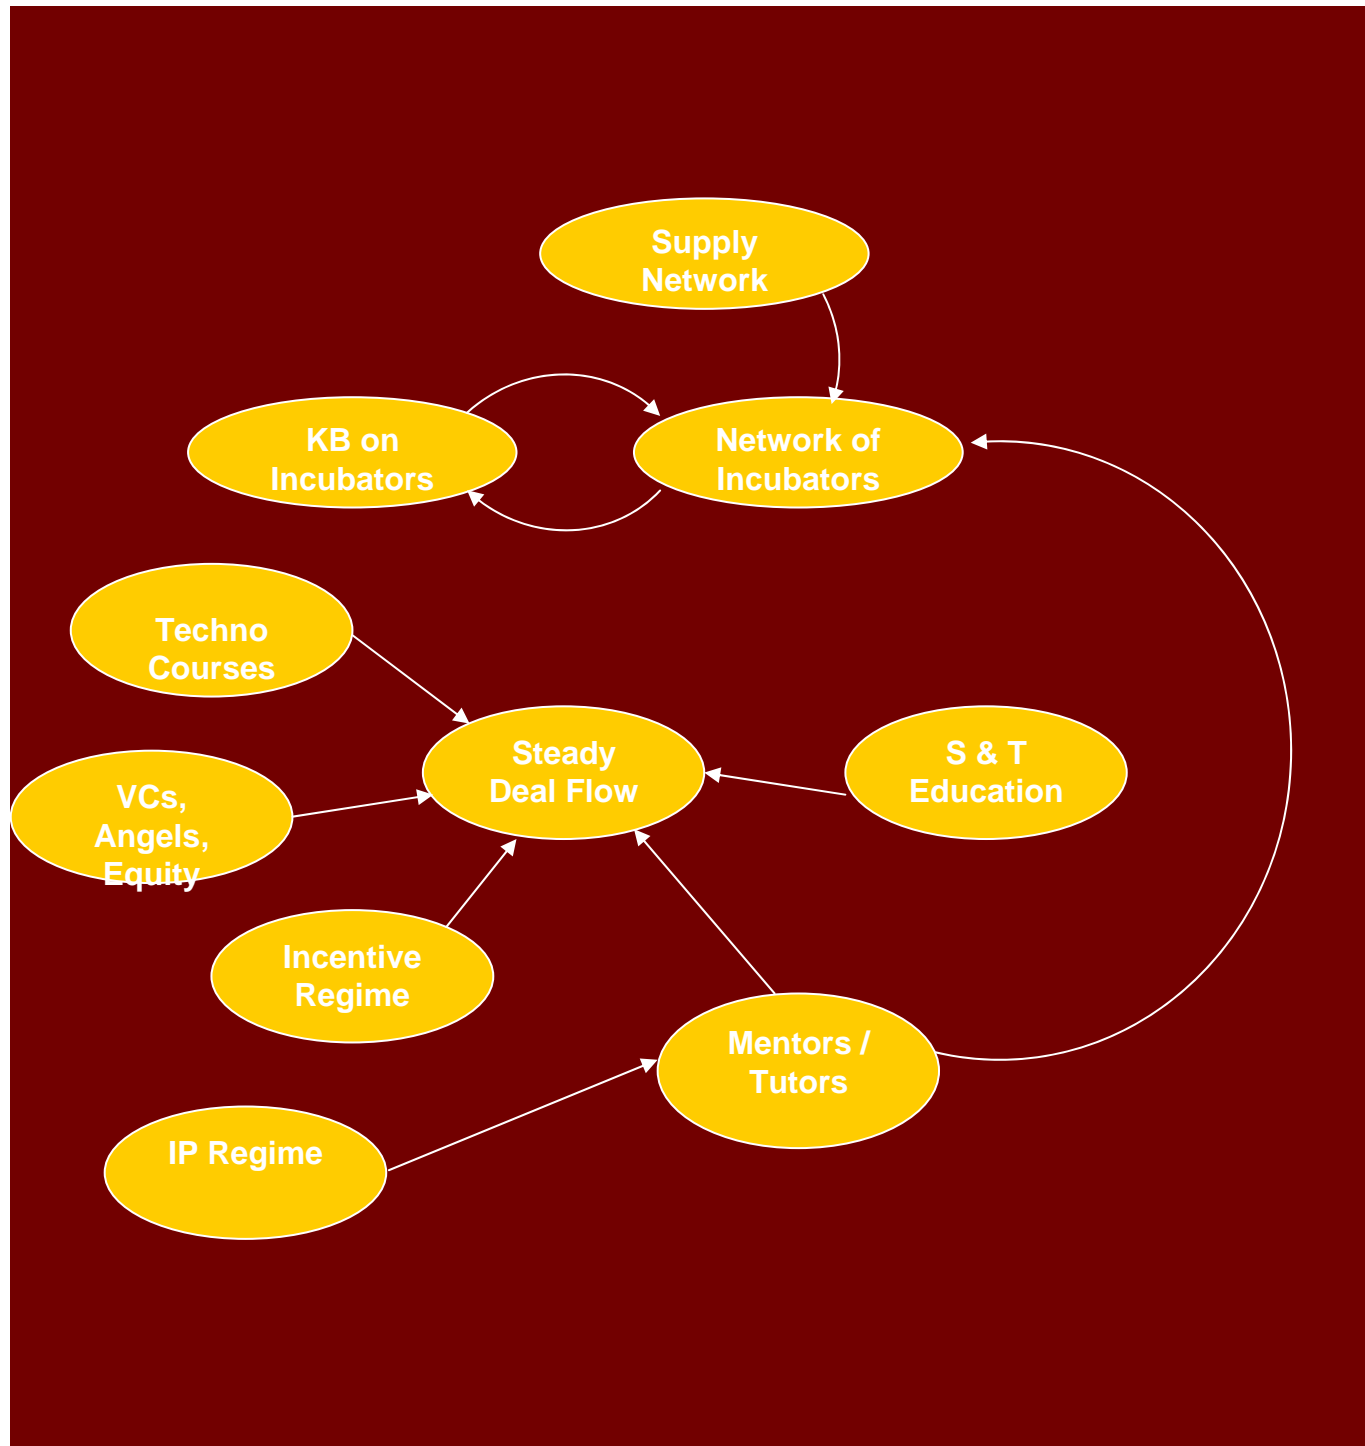 Supply
Network
KB on
Incubators
Network of
Incubators
Techno
Courses
Steady
Deal Flow
S & T
Education
VCs,
Angels,
Equity
Incentive
Regime
Mentors /
Tutors
IP Regime